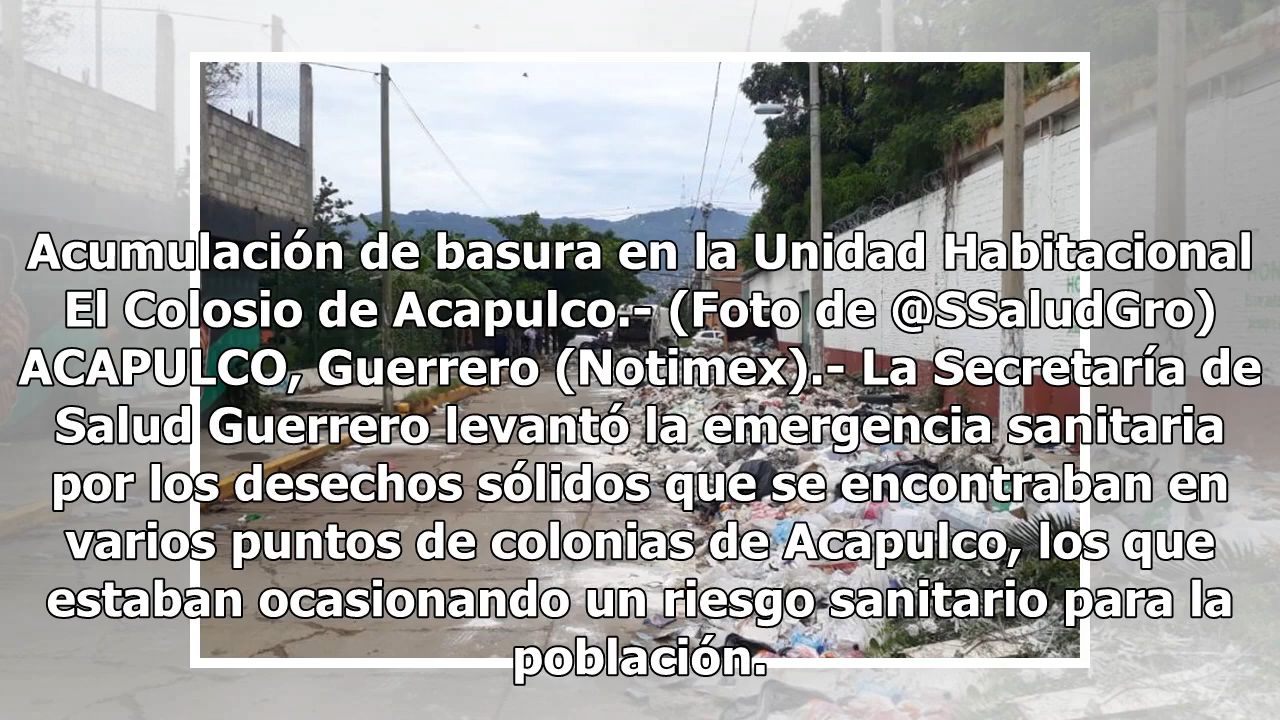 Acumulación de basura en la Unidad Habitacional
El Colosio de Acapulco.- (Foto de @SSaludGro)
ACAPULCO, Guerrero (Notimex).- La Secretaría de
Salud Guerrero levantó la emergencia sanitaria
por los desechos sólidos que se encontraban en
varios puntos de colonias de Acapulco, los que
estaban ocasionando un riesgo sanitario para la
población.